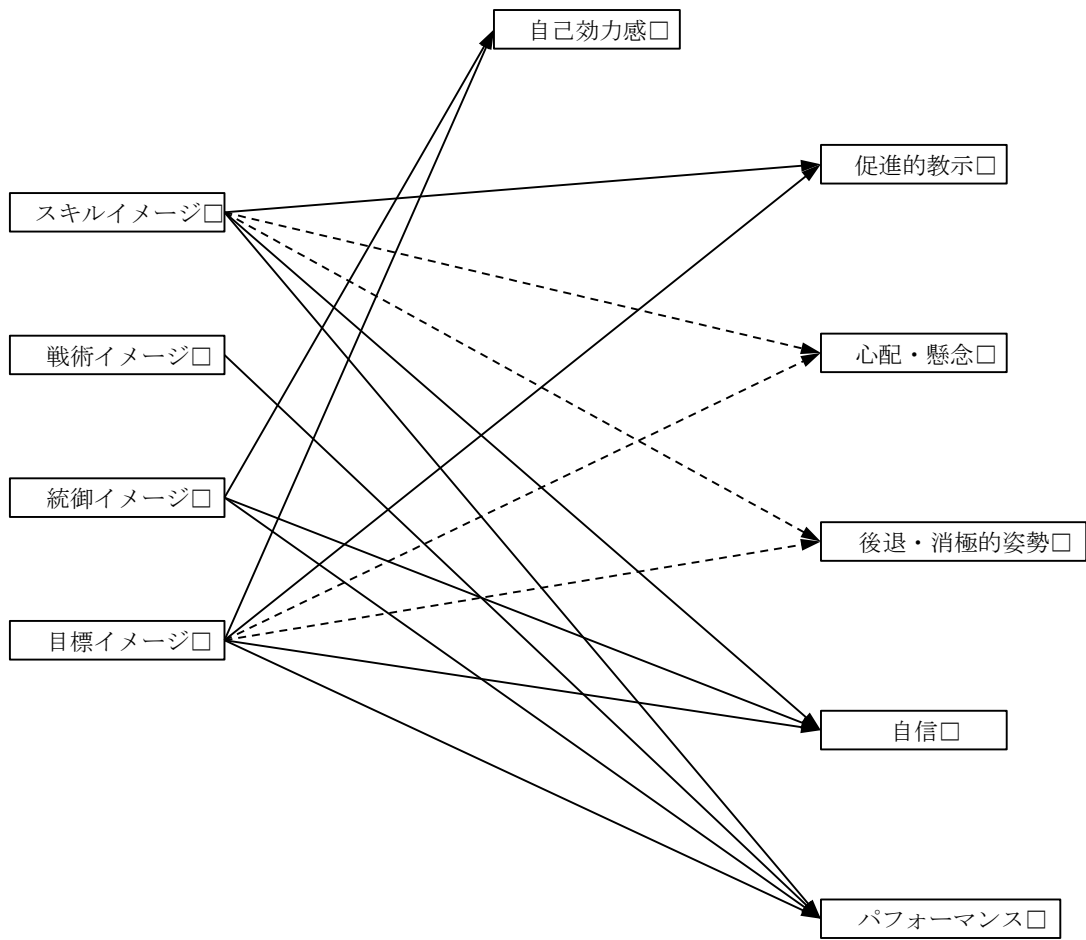 自己効力感□
促進的教示□
スキルイメージ□
戦術イメージ□
心配・懸念□
統御イメージ□
後退・消極的姿勢□
目標イメージ□
自信□
パフォーマンス□